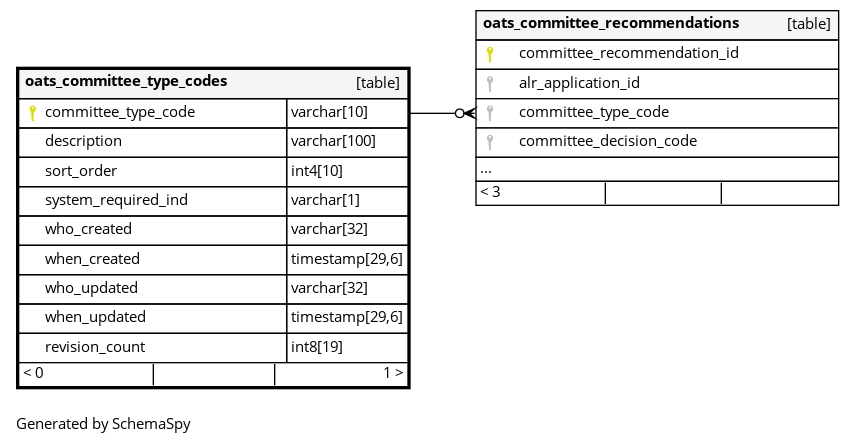 oats_committee_type_codes [table]
committee_type_code varchar[10]
description varchar[100]
sort_order int4[10]
system_required_ind varchar[1]
who_created varchar[32]
when_created timestamp[29,6]
who_updated varchar[32]
when_updated timestamp[29,6]
revision_count int8[19]
< 0 1 >
oats_committee_recommendations [table]
committee_recommendation_id
alr_application_id
committee_type_code
committee_decision_code
...
< 3
Generated by SchemaSpy